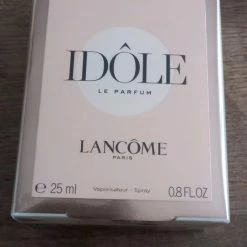 IDÔLE
LE PARFUM
LANCÔME
PARIS
e 25 ml Vaporisateur - Spray 0.8 FL.OZ